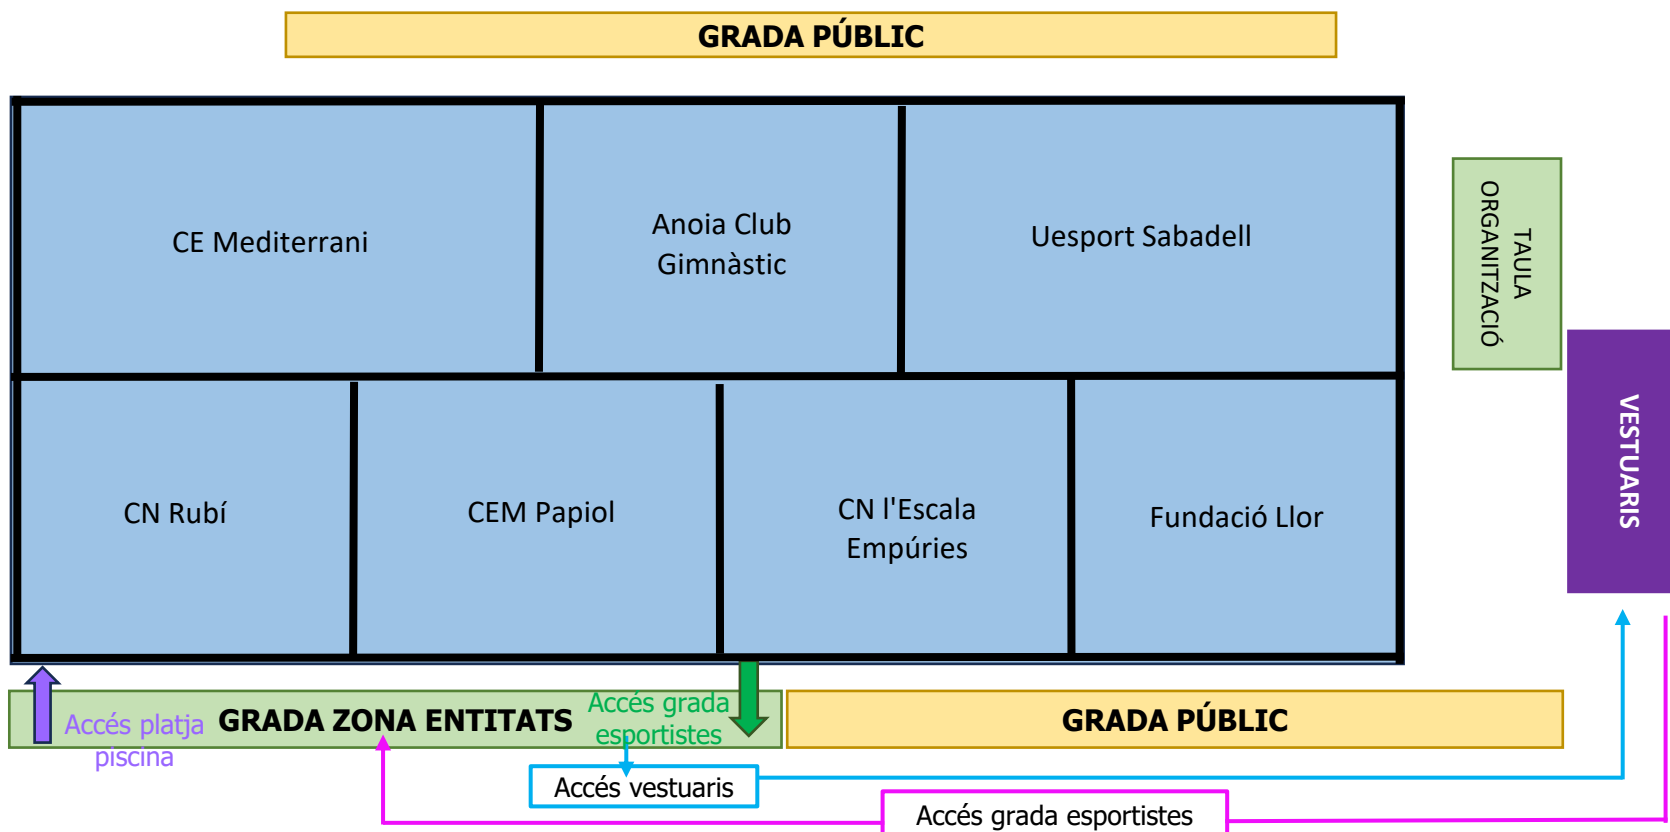 GRADA PÚBLIC
CE Mediterrani
Anoia Club
Gimnàstic
Uesport Sabadell
TAULA
ORGANITZACIÓ
VESTUARIS
CN Rubí
CEM Papiol
CN l'Escala
Empúries
Fundació Llor
Accés platja
piscina
GRADA ZONA ENTITATS
Accés grada
esportistes
GRADA PÚBLIC
Accés vestuaris
Accés grada esportistes